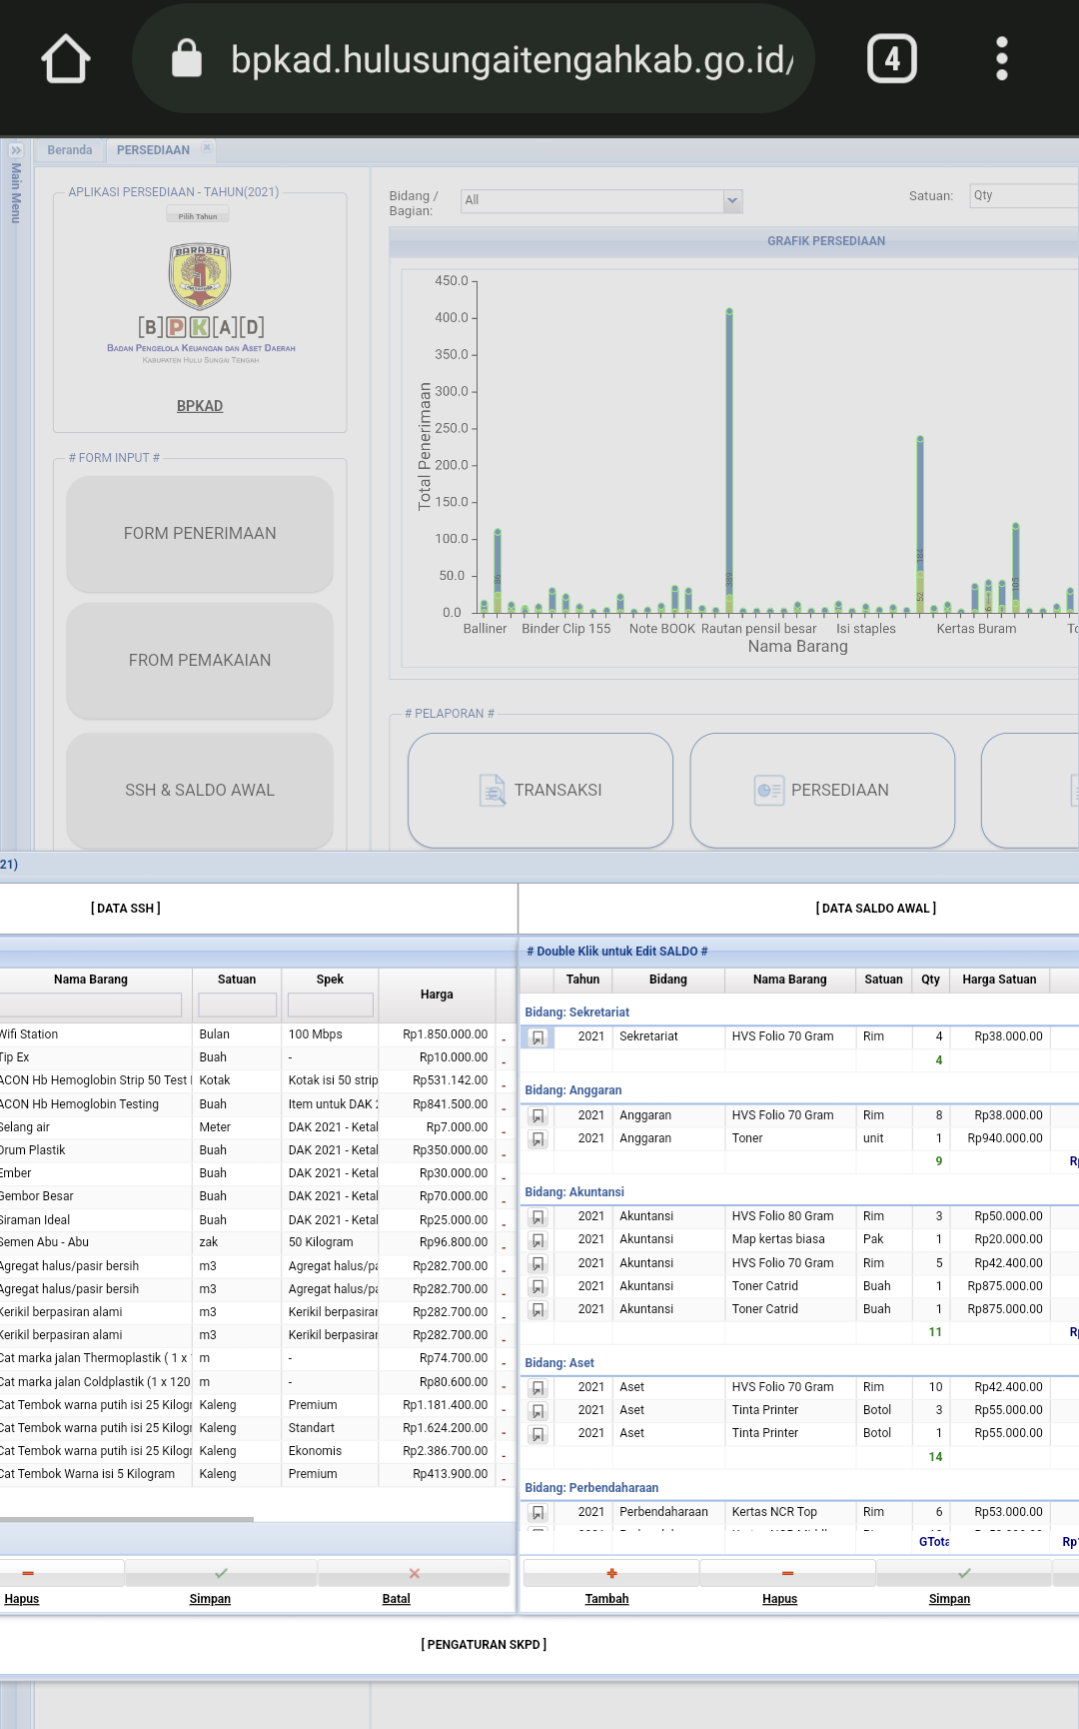 bpkad.hulusungaitengahkab.go.id/
4
Main Menu
Beranda
PERSEDIAAN
APLIKASI PERSEDIAAN - TAHUN(2021)
Pilih Tahun
BARABAI
[B][P][K][A][D]
BADAN PENGELOLA KEUANGAN DAN ASET DAERAH
KABUPATEN HULU SUNGAI TENGAH
BPKAD
# FORM INPUT #
FORM PENERIMAAN
FROM PEMAKAIAN
SSH & SALDO AWAL
Bidang / Bagian:
All
Satuan:
Qty
GRAFIK PERSEDIAAN
Total Penerimaan
450.0
400.0
350.0
300.0
250.0
200.0
150.0
100.0
50.0
0.0
184
52
105
Balliner
Binder Clip 155
Note BOOK
Rautan pensil besar
Isi staples
Kertas Buram
Nama Barang
# PELAPORAN #
TRANSAKSI
PERSEDIAAN
21)
[ DATA SSH ]
Nama Barang Satuan Spek Harga
Wifi Station Bulan 100 Mbps Rp1.850.000.00
Tip Ex Buah - Rp10.000.00
ACON Hb Hemoglobin Strip 50 Test Kotak Kotak isi 50 strip Rp531.142.00
ACON Hb Hemoglobin Testing Buah Item untuk DAK Rp841.500.00
Selang air Meter DAK 2021 - Ketal Rp7.000.00
Drum Plastik Buah DAK 2021 - Ketal Rp350.000.00
Ember Buah DAK 2021 - Ketal Rp30.000.00
Gembor Besar Buah DAK 2021 - Ketal Rp70.000.00
Siraman Ideal Buah DAK 2021 - Ketal Rp25.000.00
Semen Abu - Abu zak 50 Kilogram Rp96.800.00
Agregat halus/pasir bersih m3 Agregat halus/pa Rp282.700.00
Agregat halus/pasir bersih m3 Agregat halus/pa Rp282.700.00
Kerikil berpasiran alami m3 Kerikil berpasirar Rp282.700.00
Kerikil berpasiran alami m3 Kerikil berpasirar Rp282.700.00
Cat marka jalan Thermoplastik ( 1 x m - Rp74.700.00
Cat marka jalan Coldplastik (1 x 120 m - Rp80.600.00
Cat Tembok warna putih isi 25 Kilogr Kaleng Premium Rp1.181.400.00
Cat Tembok warna putih isi 25 Kilogr Kaleng Standart Rp1.624.200.00
Cat Tembok warna putih isi 25 Kilogr Kaleng Ekonomis Rp2.386.700.00
Cat Tembok Warna isi 5 Kilogram Kaleng Premium Rp413.900.00
Hapus
Simpan
Batal
[ DATA SALDO AWAL ]
# Double Klik untuk Edit SALDO #
Tahun Bidang Nama Barang Satuan Qty Harga Satuan
Bidang: Sekretariat
2021 Sekretariat HVS Folio 70 Gram Rim 4 Rp38.000.00
4
Bidang: Anggaran
2021 Anggaran HVS Folio 70 Gram Rim 8 Rp38.000.00
2021 Anggaran Toner unit 1 Rp940.000.00
9 Rp
Bidang: Akuntansi
2021 Akuntansi HVS Folio 80 Gram Rim 3 Rp50.000.00
2021 Akuntansi Map kertas biasa Pak 1 Rp20.000.00
2021 Akuntansi HVS Folio 70 Gram Rim 5 Rp42.400.00
2021 Akuntansi Toner Catrid Buah 1 Rp875.000.00
2021 Akuntansi Toner Catrid Buah 1 Rp875.000.00
11 Rp
Bidang: Aset
2021 Aset HVS Folio 70 Gram Rim 10 Rp42.400.00
2021 Aset Tinta Printer Botol 3 Rp55.000.00
2021 Aset Tinta Printer Botol 1 Rp55.000.00
14
Bidang: Perbendaharaan
2021 Perbendaharaan Kertas NCR Top Rim 6 Rp53.000.00
GTota Rp
Tambah
Hapus
Simpan
[ PENGATURAN SKPD ]